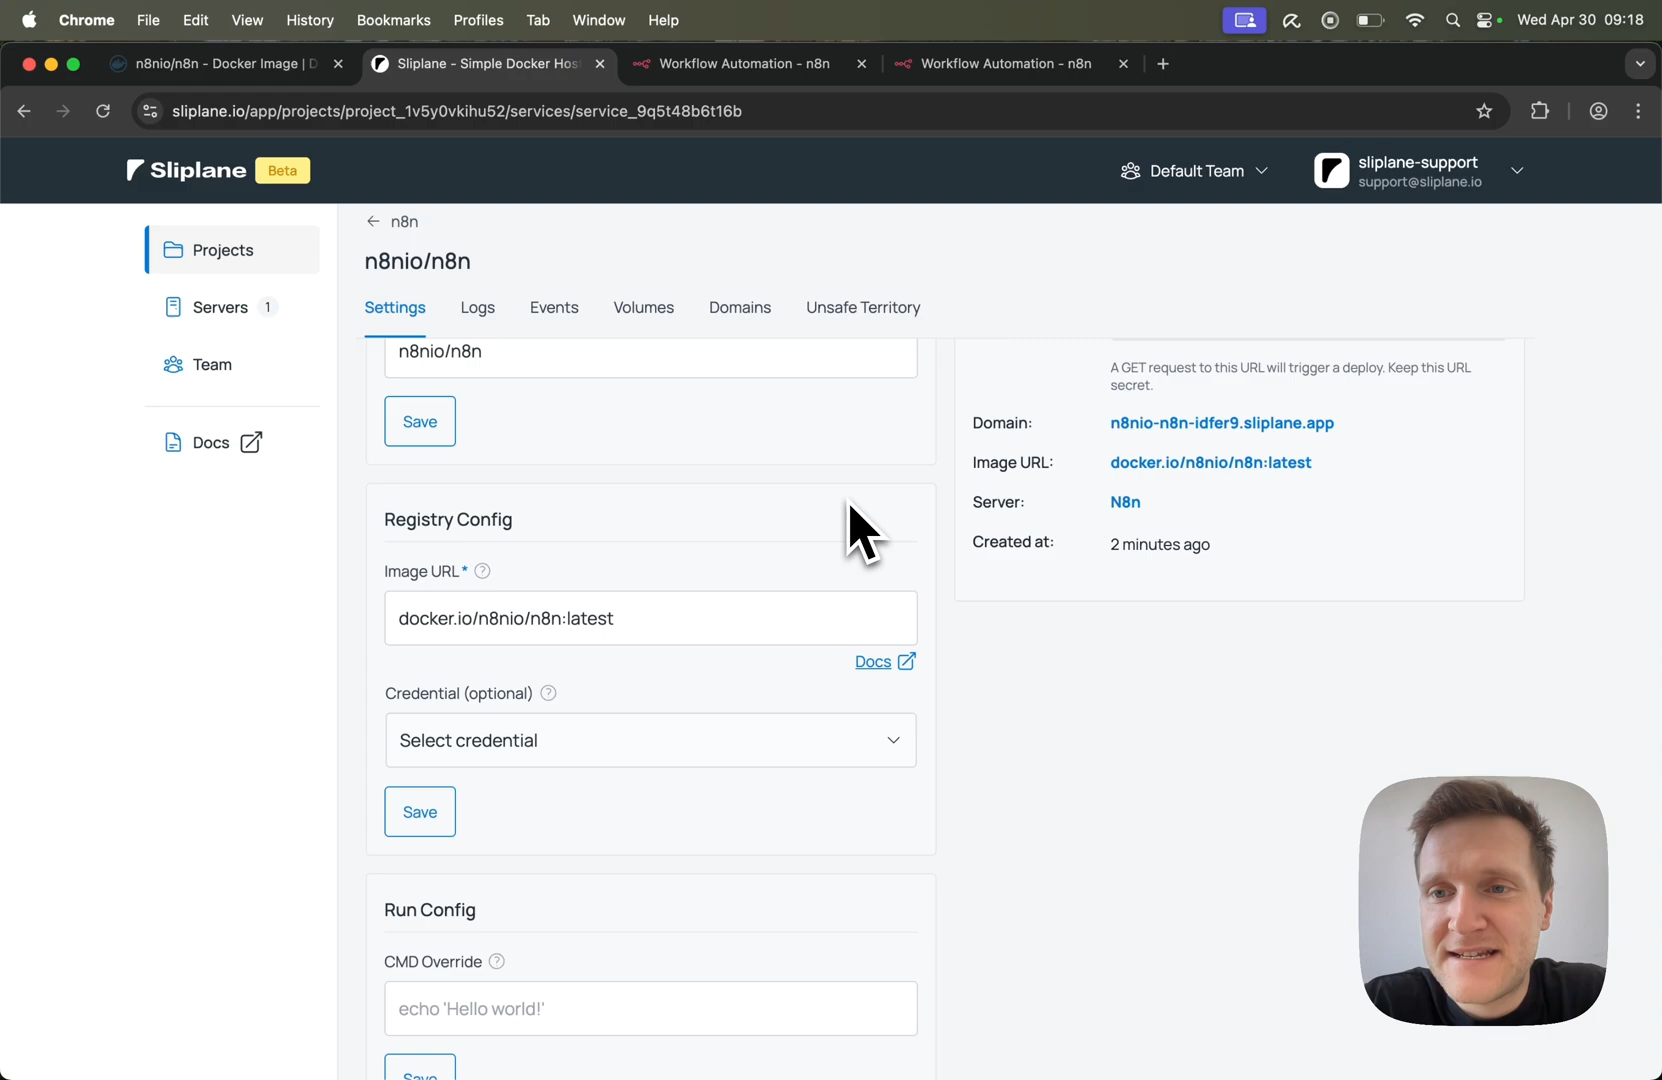 Chrome File Edit View History Bookmarks Profiles Tab Window Help Wed Apr 30 09:18
n8nio/n8n - Docker Image | D Sliplane - Simple Docker Hos Workflow Automation - n8n Workflow Automation - n8n
sliplane.io/app/projects/project_1v5y0vkihu52/services/service_9q5t48b6t16b
Sliplane Beta Default Team sliplane-support
support@sliplane.io
Projects
Servers 1
Team
Docs
n8n
n8nio/n8n
Settings Logs Events Volumes Domains Unsafe Territory
n8nio/n8n
Save
Registry Config
Image URL*
docker.io/n8nio/n8n:latest
Docs
Credential (optional)
Select credential
Save
Run Config
CMD Override
echo 'Hello world!'
Save
A GET request to this URL will trigger a deploy. Keep this URL
secret.
Domain: n8nio-n8n-idfer9.sliplane.app
Image URL: docker.io/n8nio/n8n:latest
Server: N8n
Created at: 2 minutes ago